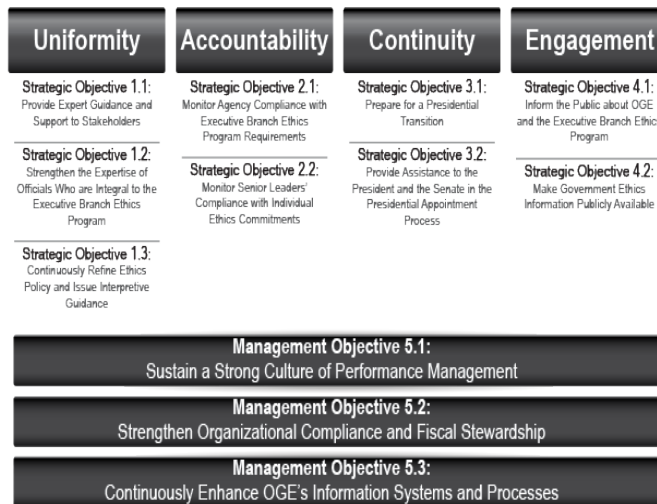 Uniformity
Strategic Objective 1.1:
Provide Expert Guidance and
Support to Stakeholders
Strategic Objective 1.2:
Strengthen the Expertise of
Officials Who are Integral to the
Executive Branch Ethics
Program
Strategic Objective 1.3:
Continuously Refine Ethics
Policy and Issue Interpretive
Guidance
Accountability
Strategic Objective 2.1:
Monitor Agency Compliance with
Executive Branch Ethics
Program Requirements
Strategic Objective 2.2:
Monitor Senior Leaders'
Compliance with Individual
Ethics Commitments
Continuity
Strategic Objective 3.1:
Prepare for a Presidential
Transition
Strategic Objective 3.2:
Provide Assistance to the
President and the Senate in the
Presidential Appointment
Process
Engagement
Strategic Objective 4.1:
Inform the Public about OGE
and the Executive Branch Ethics
Program
Strategic Objective 4.2:
Make Government Ethics
Information Publicly Available
Management Objective 5.1:
Sustain a Strong Culture of Performance Management
Management Objective 5.2:
Strengthen Organizational Compliance and Fiscal Stewardship
Management Objective 5.3:
Continuously Enhance OGE's Information Systems and Processes